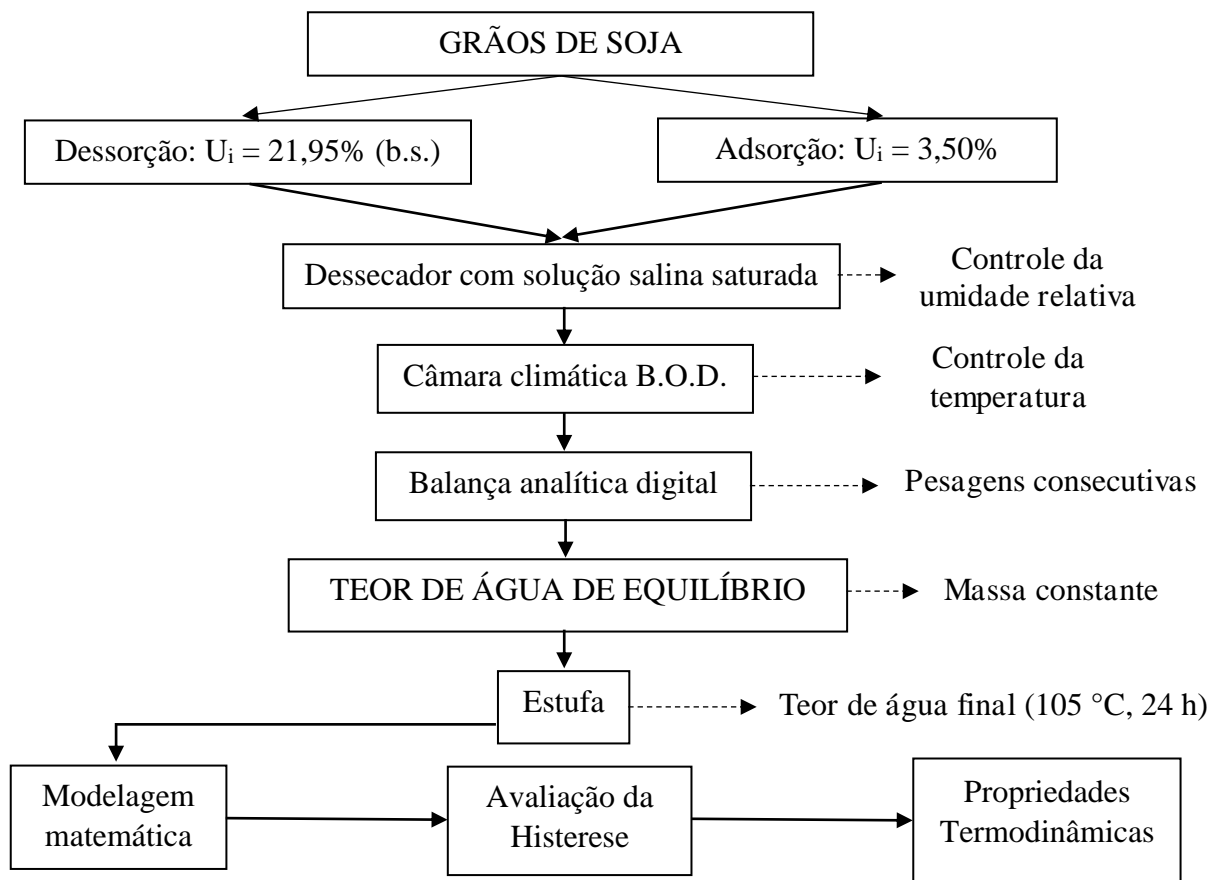 GRÃOS DE SOJA
Dessorção: Ui = 21,95% (b.s.)
Adsorção: Ui = 3,50%
Dessecador com solução salina saturada
Controle da
umidade relativa
Câmara climática B.O.D.
Controle da
temperatura
Balança analítica digital
Pesagens consecutivas
TEOR DE ÁGUA DE EQUILÍBRIO
Massa constante
Estufa
Teor de água final (105 °C, 24 h)
Modelagem
matemática
Avaliação da
Histerese
Propriedades
Termodinâmicas